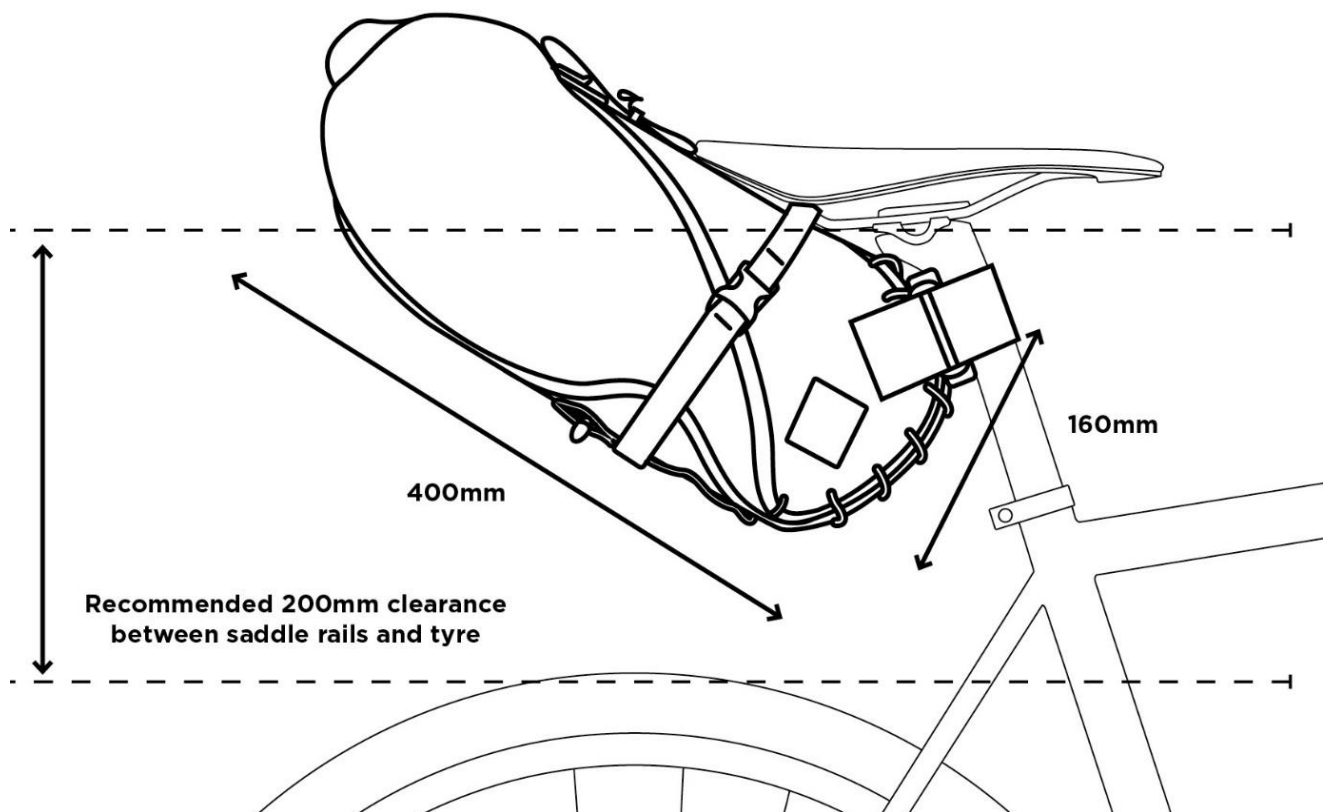 160mm
400mm
Recommended 200mm clearance
between saddle rails and tyre